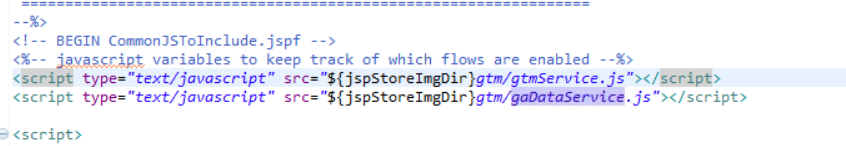 =================================================================
--%>
<!-- BEGIN CommonJSToInclude.jspf -->
<%-- javascript variables to keep track of which flows are enabled --%>
<script type="text/javascript" src="${jspStoreImgDir}gtm/gtmService.js"></script>
<script type="text/javascript" src="${jspStoreImgDir}gtm/gaDataService.js"></script>
<script>